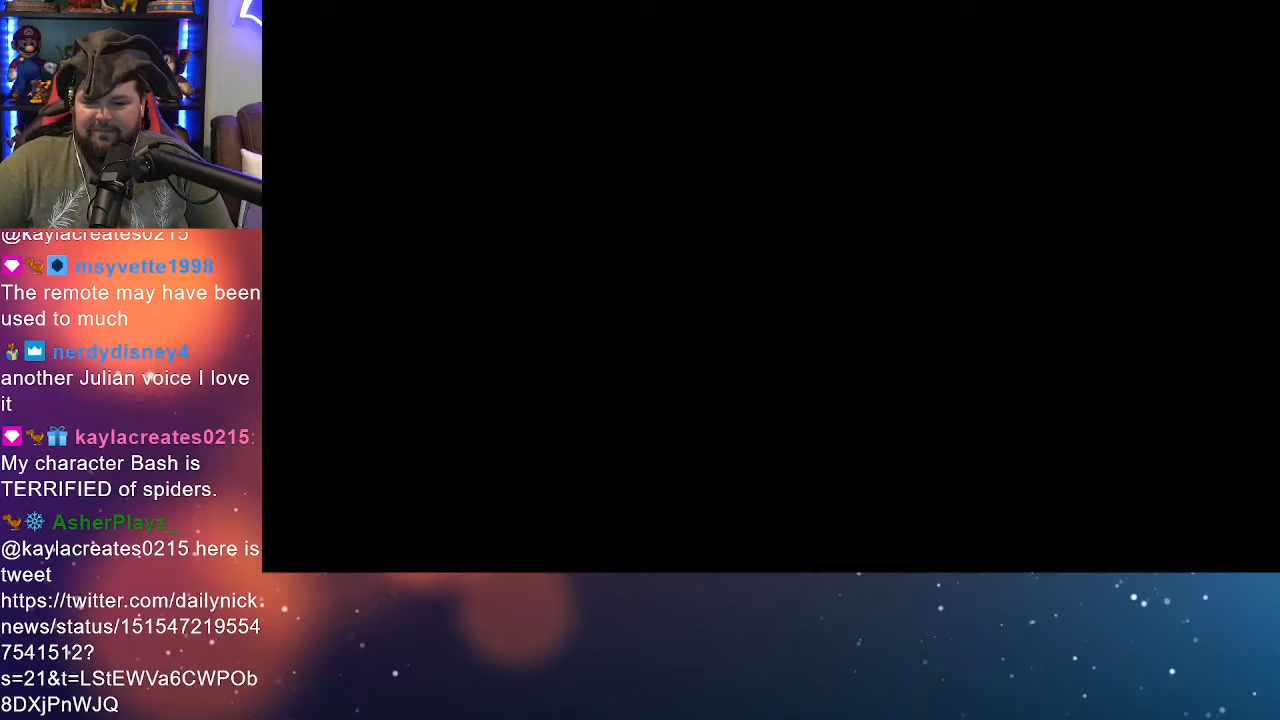 @kaylacreates0215
msyvette1998
The remote may have been
used to much
nerdydisney4
another Julian voice I love
it
kaylacreates0215:
My character Bash is
TERRIFIED of spiders.
AsherPlayz_
@kaylacreates0215 here is
tweet
https://twitter.com/dailynick
news/status/151547219554
7541512?
s=21&t=LStEWVa6CWPOb
8DXjPnWJQ